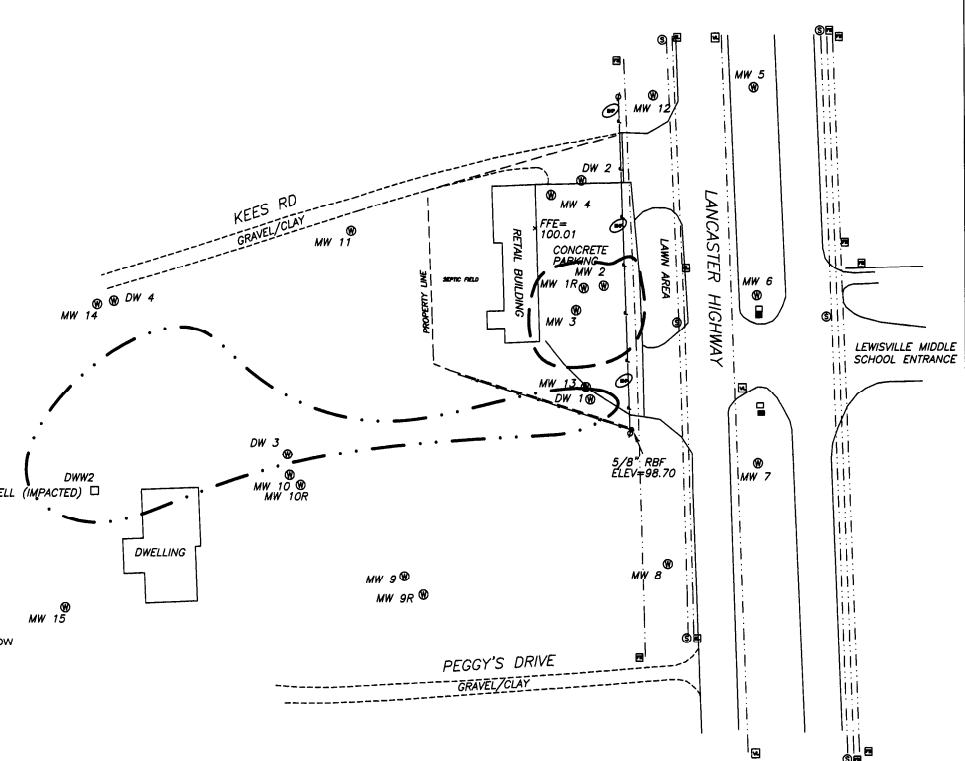 MW 5
MW 12
DW 2
MW 4
KEES RD
GRAVEL/CLAY
MW 11
FFE=
100.01
CONCRETE
PARKING
RETAIL BUILDING
LAWN AREA
LANCASTER HIGHWAY
PROPERTY LINE
SEPTIC FIELD
MW 2
MW 1R
MW 3
MW 6
DW 4
MW 14
LEWISVILLE MIDDLE
SCHOOL ENTRANCE
MW 13
DW 1
DW 3
MW 10
MW 10R
5/8" RBF
ELEV=98.70
MW 7
DWW2
ELL (IMPACTED)
DWELLING
MW 9
MW 9R
MW 8
MW 15
OW
PEGGY'S DRIVE
GRAVEL/CLAY